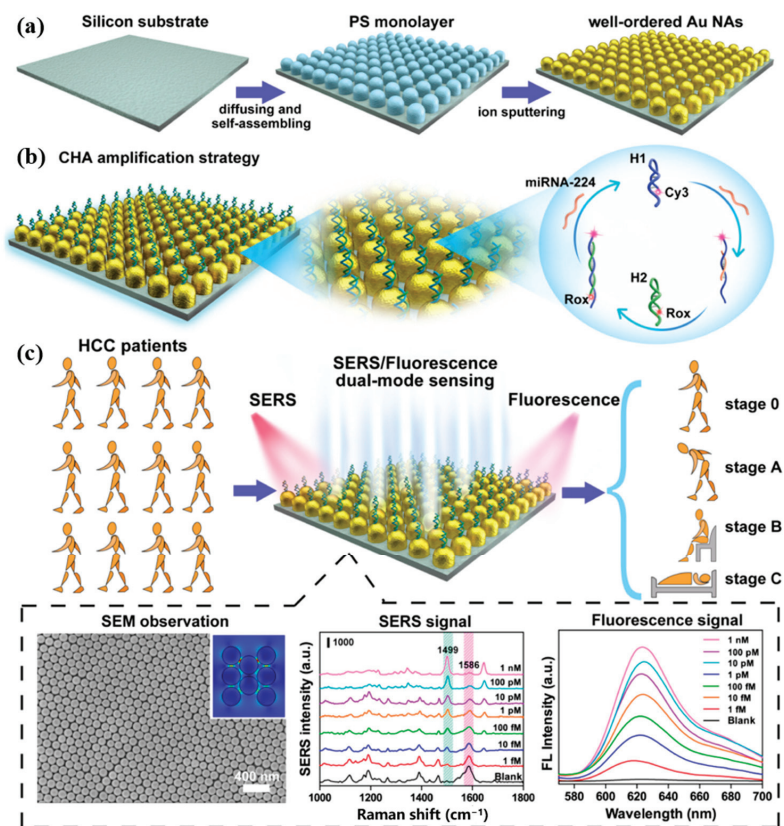 (a)
Silicon substrate
PS monolayer
well-ordered Au NAs
diffusing and
self-assembling
ion sputtering
(b)
CHA amplification strategy
miRNA-224
H1
Cy3
Rox
H2
Rox
(c)
HCC patients
SERS/Fluorescence
dual-mode sensing
SERS
Fluorescence
stage 0
stage A
stage B
stage C
SEM observation
400 nm
SERS signal
1000
1499
1586
1 nM
100 pM
10 pM
1 pM
100 fM
10 fM
1 fM
Blank
SERS intensity (a.u.)
1000 1200 1400 1600 1800
Raman shift (cm⁻¹)
Fluorescence signal
1 nM
100 pM
10 pM
1 pM
100 fM
10 fM
1 fM
Blank
FL Intensity (a.u.)
580 600 620 640 660 680 700
Wavelength (nm)